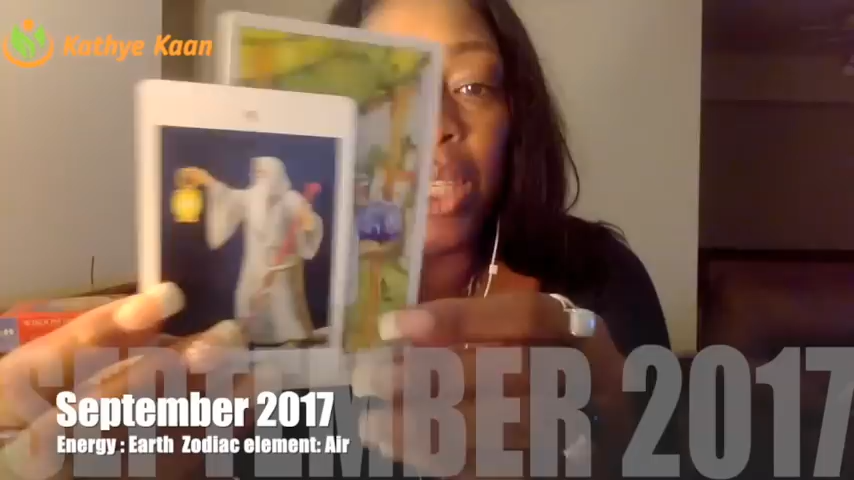 Kathye Kaan
SEPTEMBER 2017
September 2017
Energy : Earth Zodiac element: Air